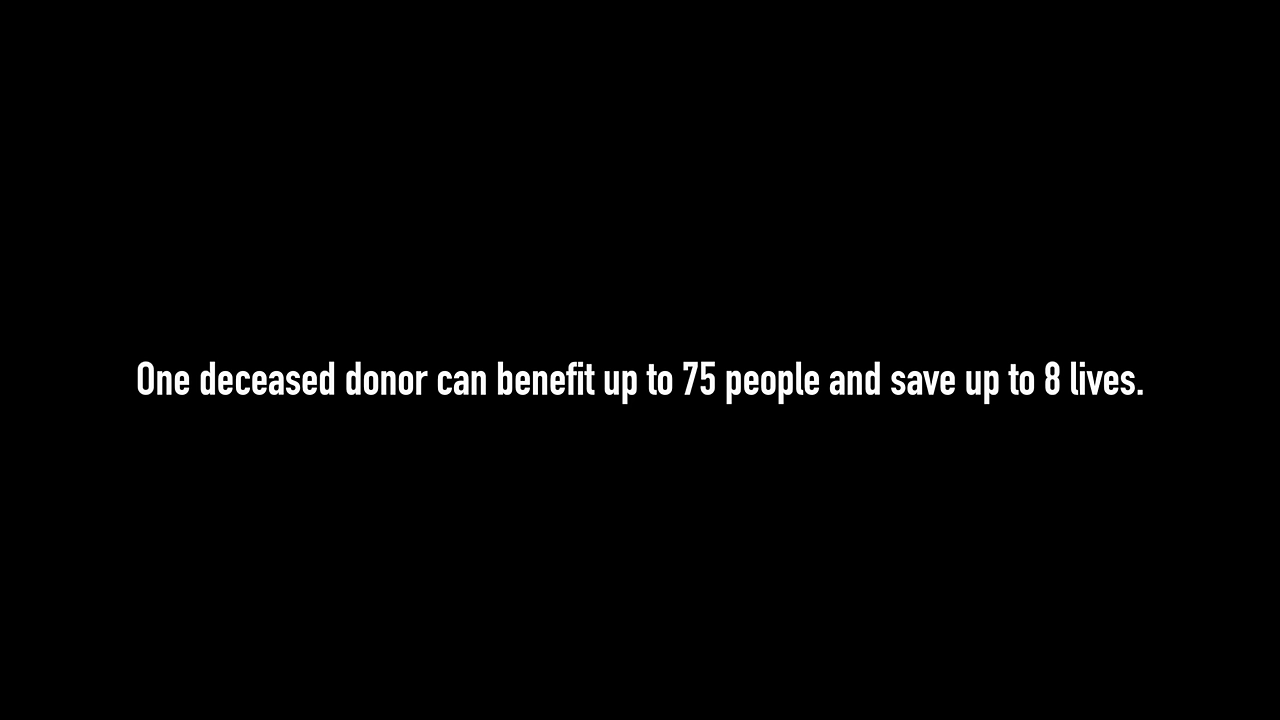 One deceased donor can benefit up to 75 people and save up to 8 lives.